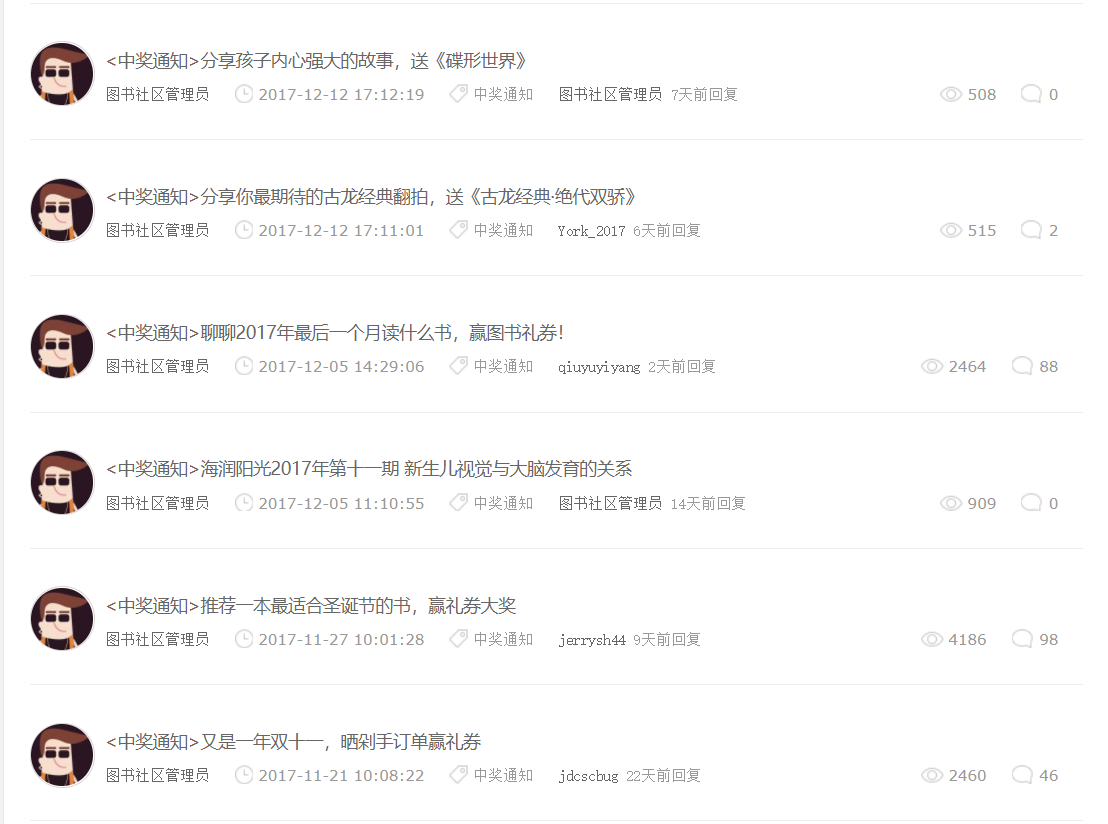 <中奖通知>分享孩子内心强大的故事，送《碟形世界》
图书社区管理员 2017-12-12 17:12:19 中奖通知 图书社区管理员 7天前回复 508 0
<中奖通知>分享你最期待的古龙经典翻拍，送《古龙经典·绝代双骄》
图书社区管理员 2017-12-12 17:11:01 中奖通知 York_2017 6天前回复 515 2
<中奖通知>聊聊2017年最后一个月读什么书，赢图书礼券！
图书社区管理员 2017-12-05 14:29:06 中奖通知 qiuyuyiyang 2天前回复 2464 88
<中奖通知>海润阳光2017年第十一期 新生儿视觉与大脑发育的关系
图书社区管理员 2017-12-05 11:10:55 中奖通知 图书社区管理员 14天前回复 909 0
<中奖通知>推荐一本最适合圣诞节的书，赢礼券大奖
图书社区管理员 2017-11-27 10:01:28 中奖通知 jerrysh44 9天前回复 4186 98
<中奖通知>又是一年双十一，晒剁手订单赢礼券
图书社区管理员 2017-11-21 10:08:22 中奖通知 jdcscbug 22天前回复 2460 46